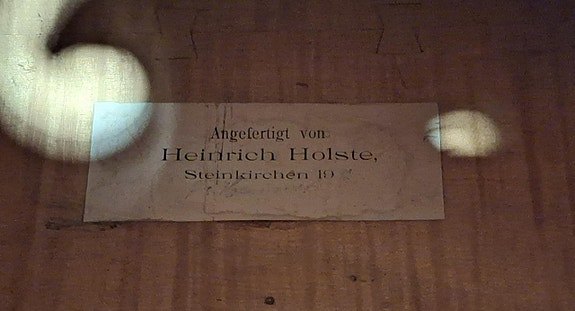 Angefertigt von
Heinrich Holste,
Steinkirchen 19